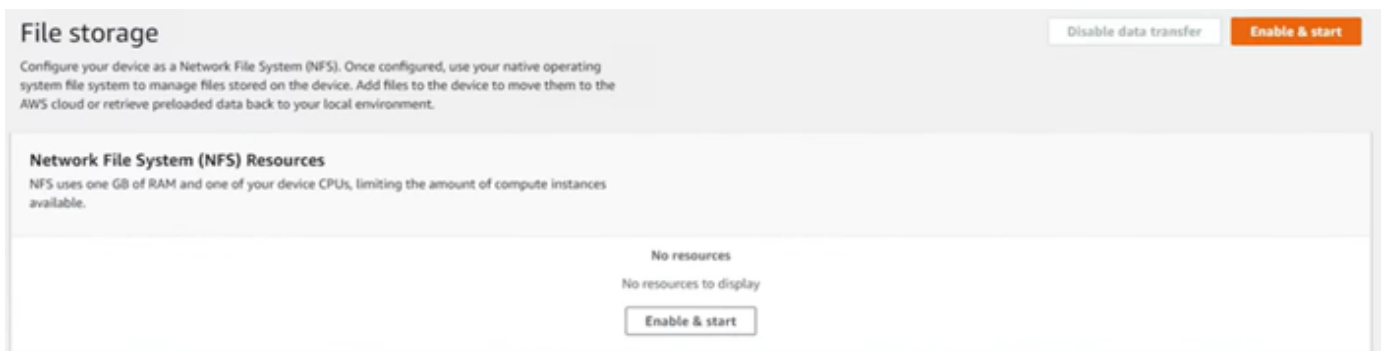 File storage
Disable data transfer
Enable & start
Configure your device as a Network File System (NFS). Once configured, use your native operating
system file system to manage files stored on the device. Add files to the device to move them to the
AWS cloud or retrieve preloaded data back to your local environment.
Network File System (NFS) Resources
NFS uses one GB of RAM and one of your device CPUs, limiting the amount of compute instances
available.
No resources
No resources to display
Enable & start